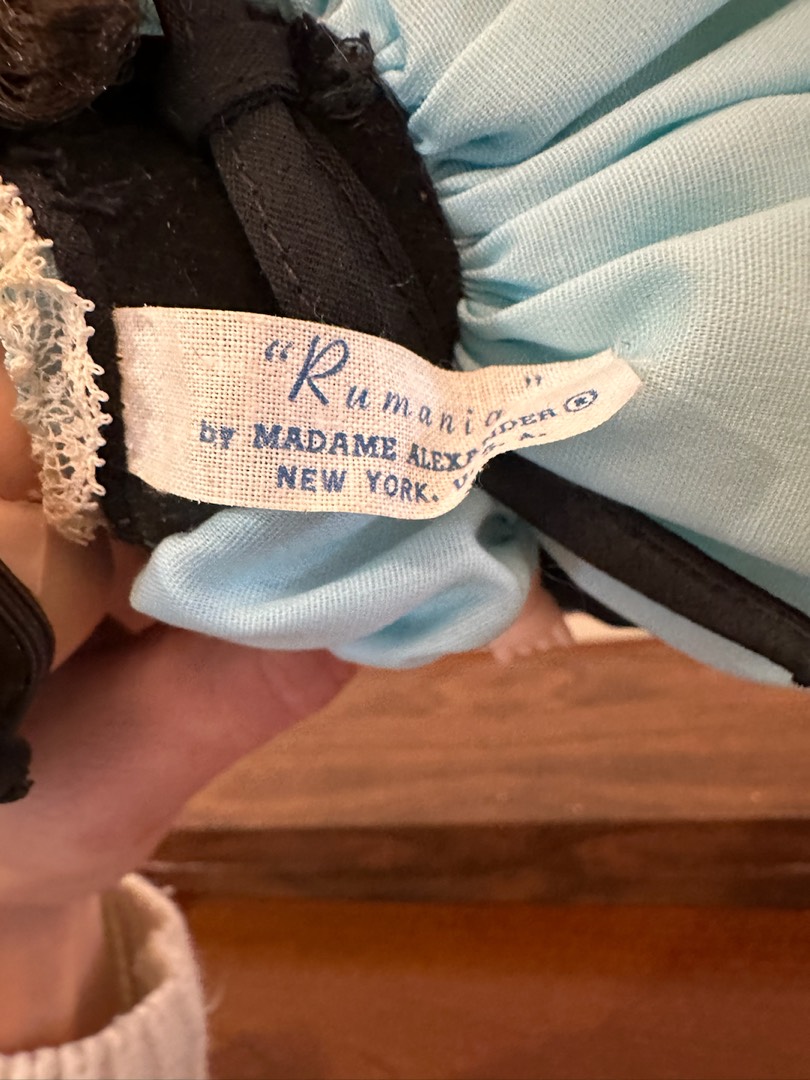 "Rumania"
by MADAME ALEXANDER ®
NEW YORK, U.S.A.